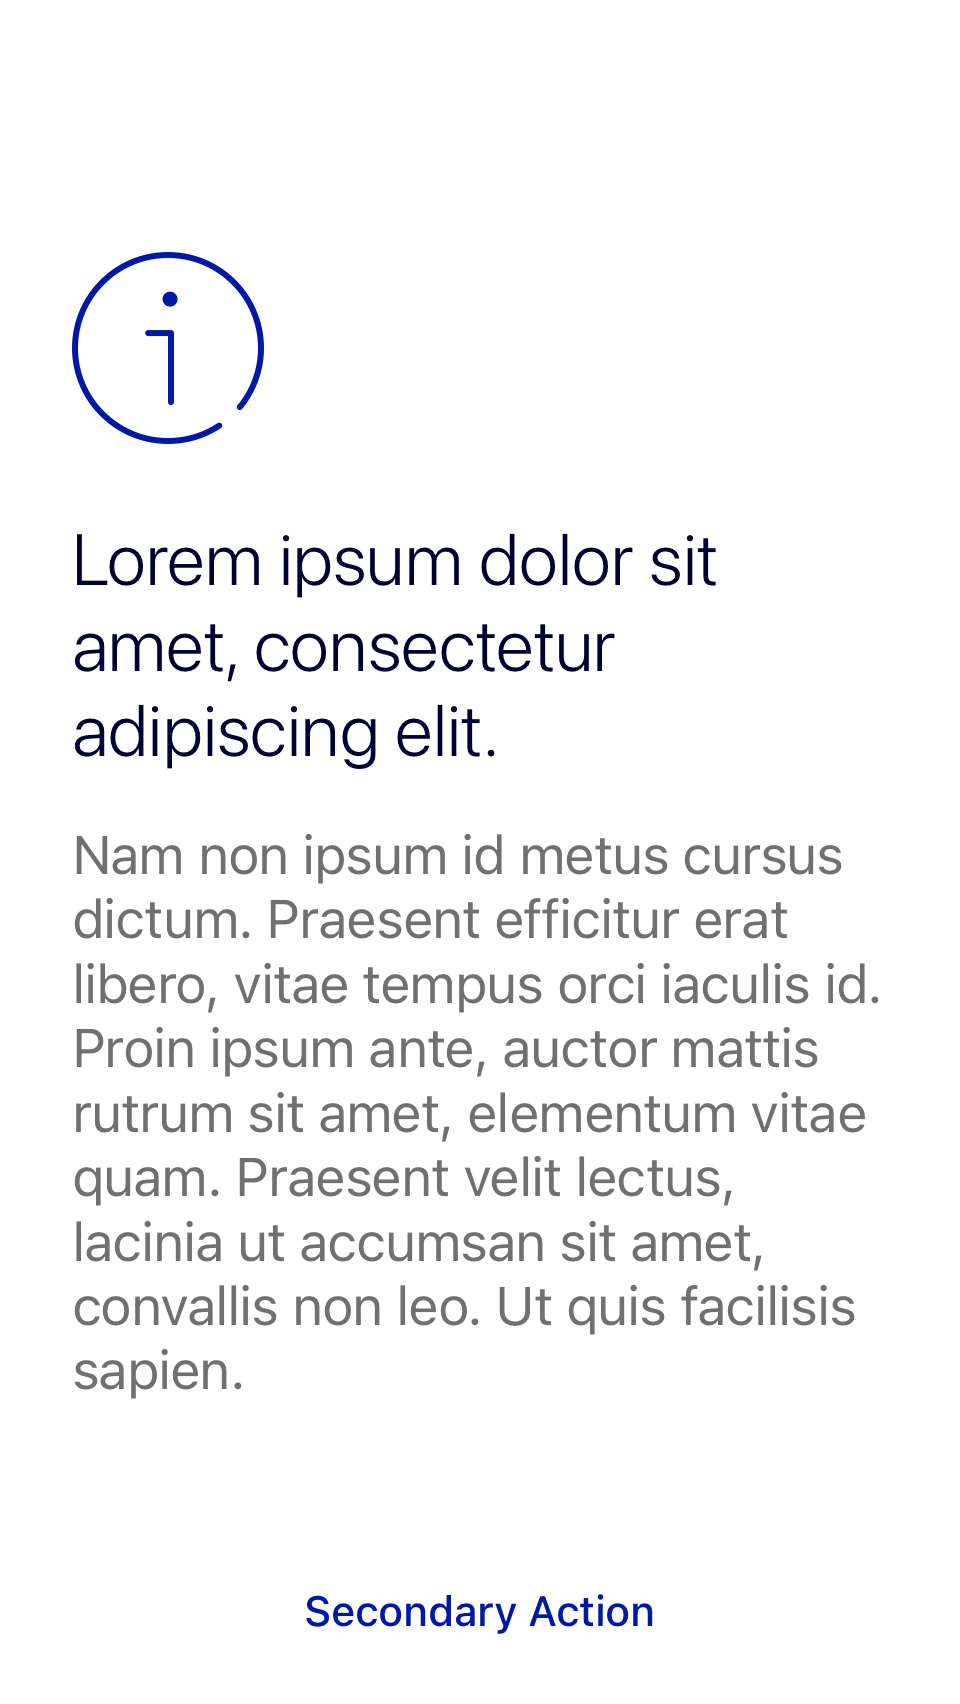 Lorem ipsum dolor sit
amet, consectetur
adipiscing elit.
Nam non ipsum id metus cursus
dictum. Praesent efficitur erat
libero, vitae tempus orci iaculis id.
Proin ipsum ante, auctor mattis
rutrum sit amet, elementum vitae
quam. Praesent velit lectus,
lacinia ut accumsan sit amet,
convallis non leo. Ut quis facilisis
sapien.
Secondary Action